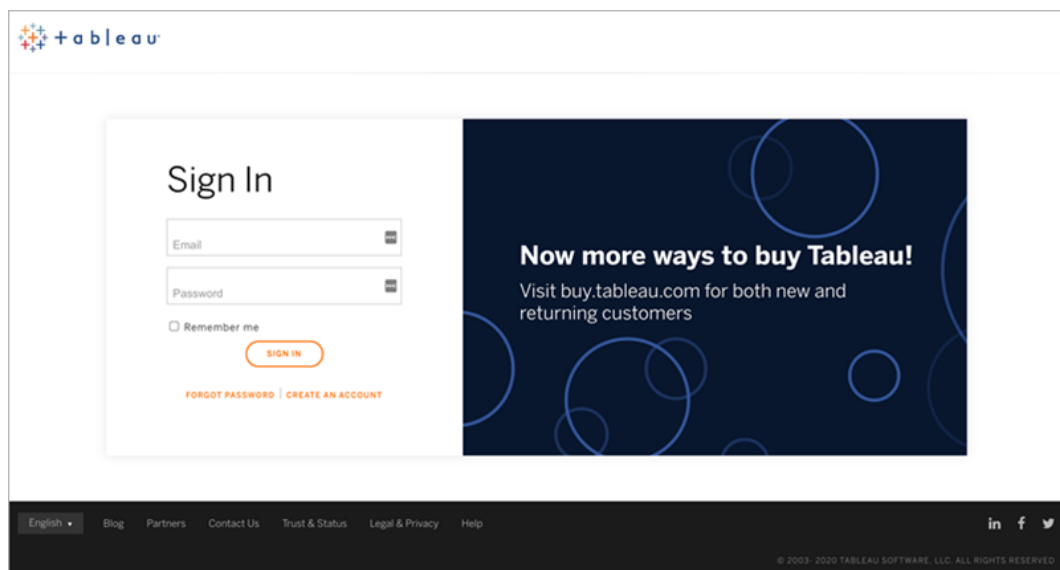 + a b l e a u
Sign In
Email
Password
Remember me
SIGN IN
FORGOT PASSWORD | CREATE AN ACCOUNT
Now more ways to buy Tableau!
Visit buy.tableau.com for both new and
returning customers
English Blog Partners Contact Us Trust & Status Legal & Privacy Help
in f
© 2003- 2020 TABLEAU SOFTWARE, LLC. ALL RIGHTS RESERVED